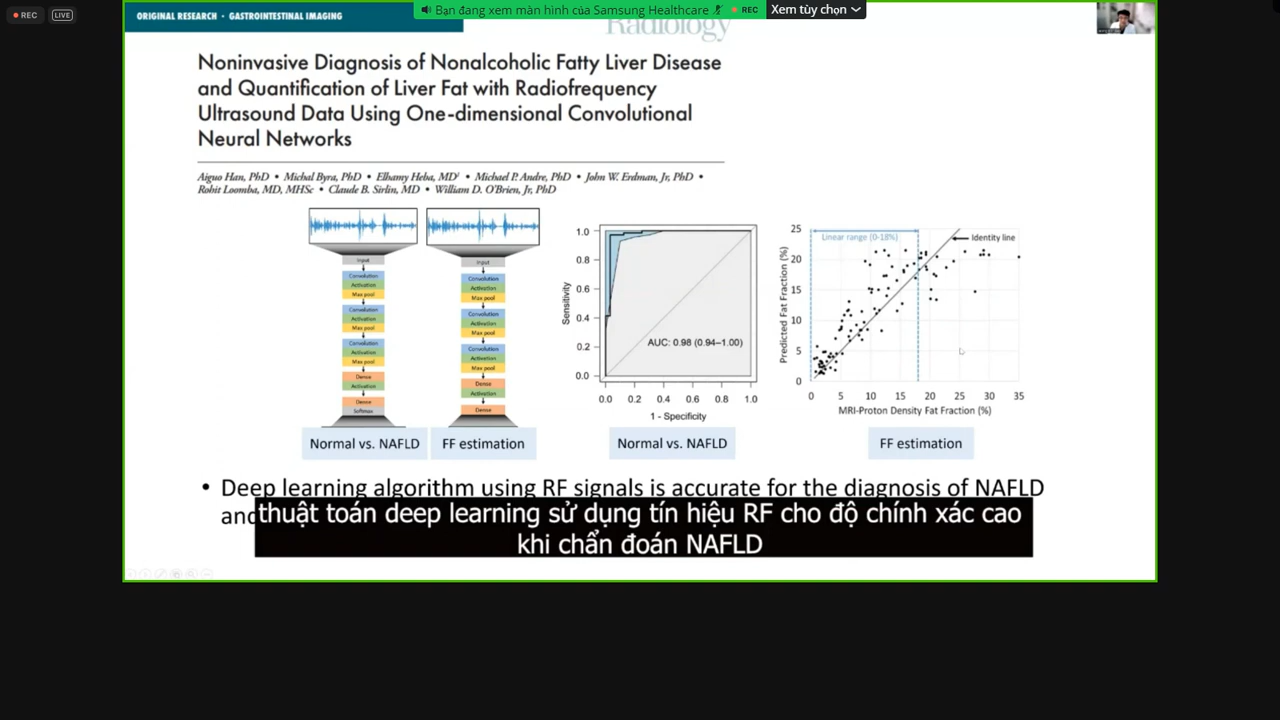 REC
LIVE
Bạn đang xem màn hình của Samsung Healthcare
REC
Xem tùy chọn
ORIGINAL RESEARCH • GASTROINTESTINAL IMAGING
Radiology
Noninvasive Diagnosis of Nonalcoholic Fatty Liver Disease
and Quantification of Liver Fat with Radiofrequency
Ultrasound Data Using One-dimensional Convolutional
Neural Networks
Aiguo Han, PhD • Michal Byra, PhD • Elhamy Heba, MD • Michael P. Andre, PhD • John W. Erdman, Jr, PhD •
Rohit Loomba, MD, MHSc • Claude B. Sirlin, MD • William D. O'Brien, Jr, PhD
Input
Convolution
Activation
Max pool
Convolution
Activation
Max pool
Convolution
Activation
Max pool
Dense
Activation
Dense
Softmax
Normal vs. NAFLD
Input
Convolution
Activation
Max pool
Convolution
Activation
Max pool
Convolution
Activation
Max pool
Dense
Activation
Dense
FF estimation
Sensitivity
1.0
0.8
0.6
0.4
0.2
0.0
AUC: 0.98 (0.94–1.00)
0.0 0.2 0.4 0.6 0.8 1.0
1 - Specificity
Normal vs. NAFLD
Predicted Fat Fraction (%)
25
20
15
10
5
0
Linear range (0-18%)
Identity line
0 5 10 15 20 25 30 35
MRI-Proton Density Fat Fraction (%)
FF estimation
• Deep learning algorithm using RF signals is accurate for the diagnosis of NAFLD
and
thuật toán deep learning sử dụng tín hiệu RF cho độ chính xác cao
khi chẩn đoán NAFLD